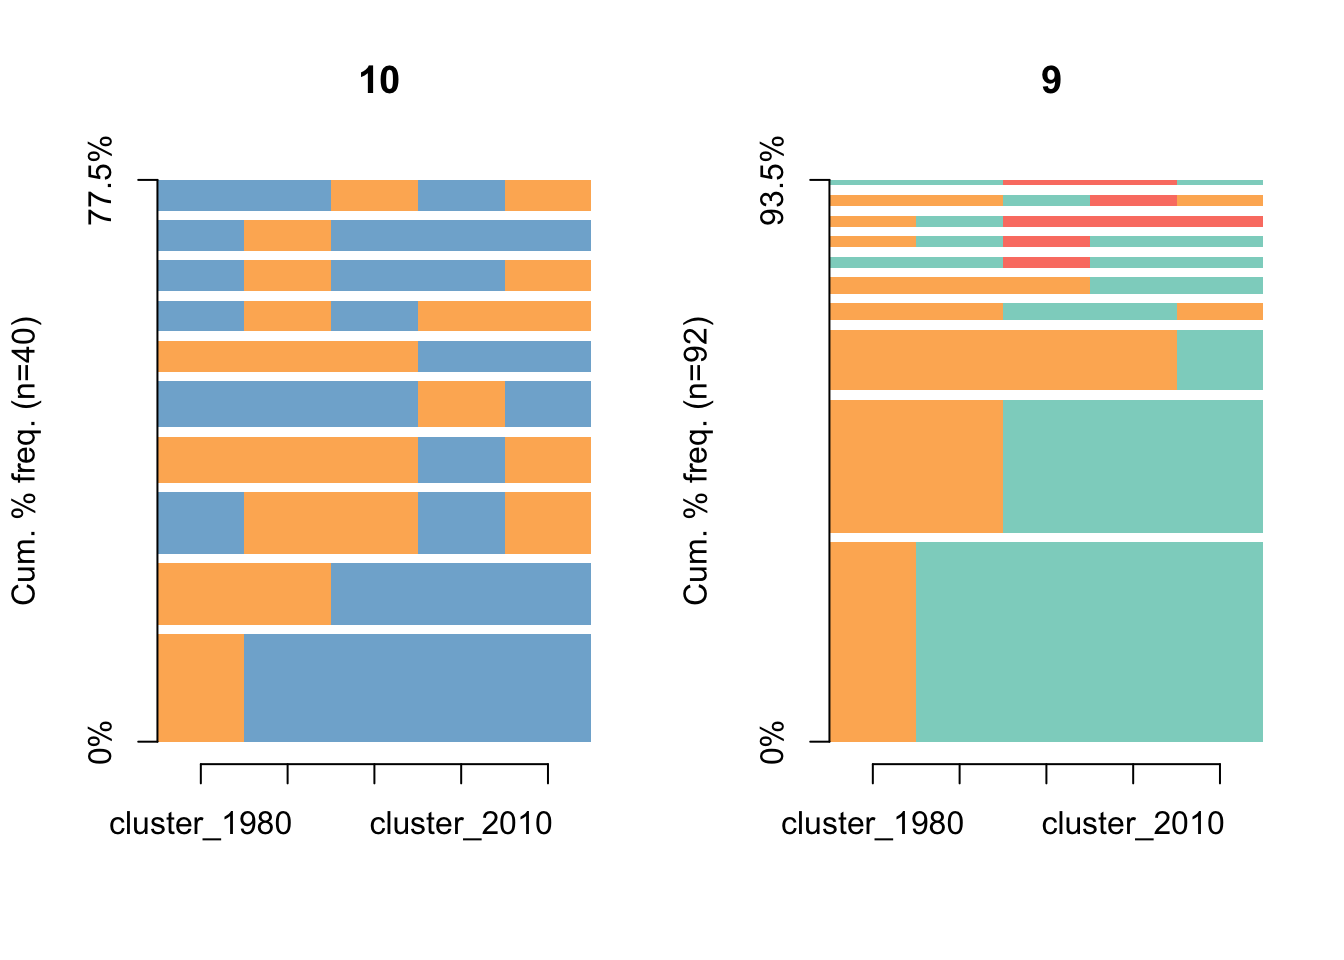 10
77.5%
0%
Cum. % freq. (n=40)
cluster_1980
cluster_2010
9
93.5%
0%
Cum. % freq. (n=92)
cluster_1980
cluster_2010